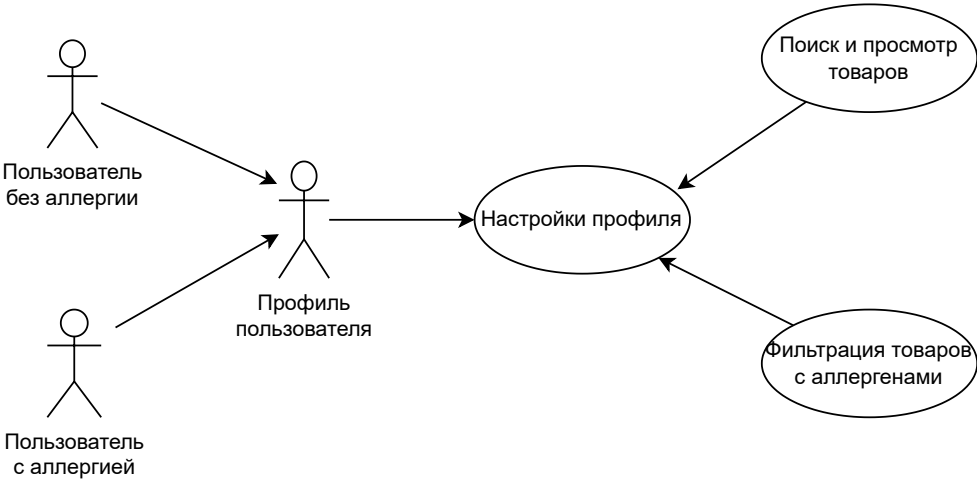 Поиск и просмотр
товаров
Пользователь
без аллергии
Настройки профиля
Профиль
пользователя
Фильтрация товаров
с аллергенами
Пользователь
с аллергией